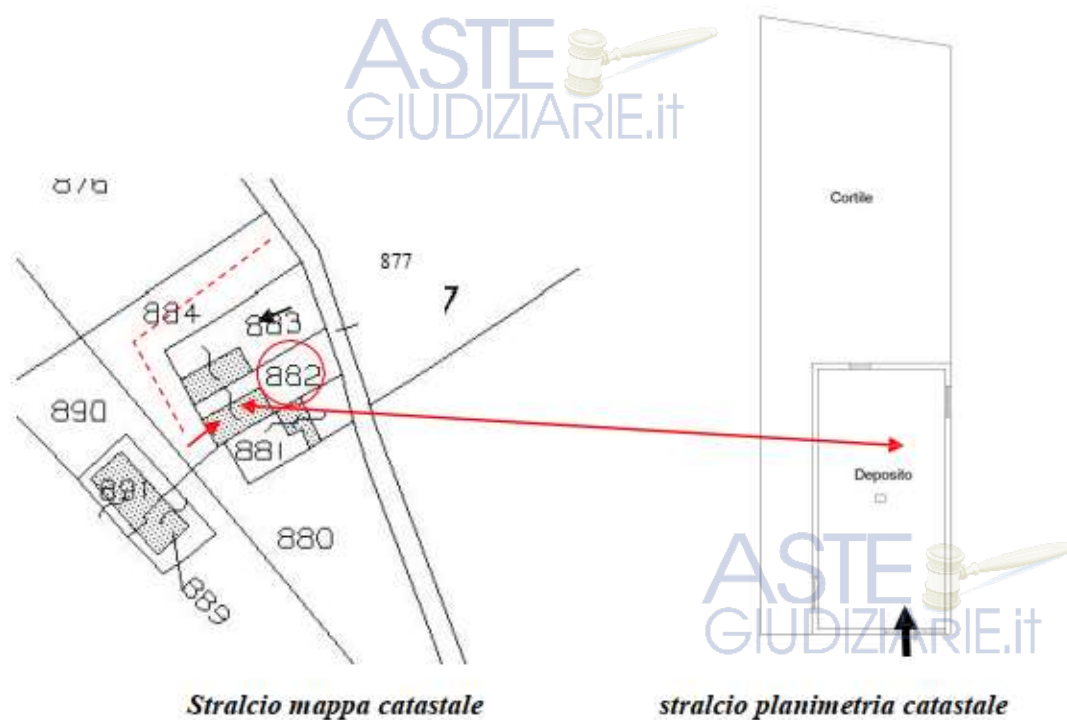 ASTE
GIUDIZIARIE.it
876
877
7
884
883
882
890
881
891
880
889
Cortile
Deposito
ASTE
GIUDIZIARIE.it
Stralcio mappa catastale
stralcio planimetria catastale